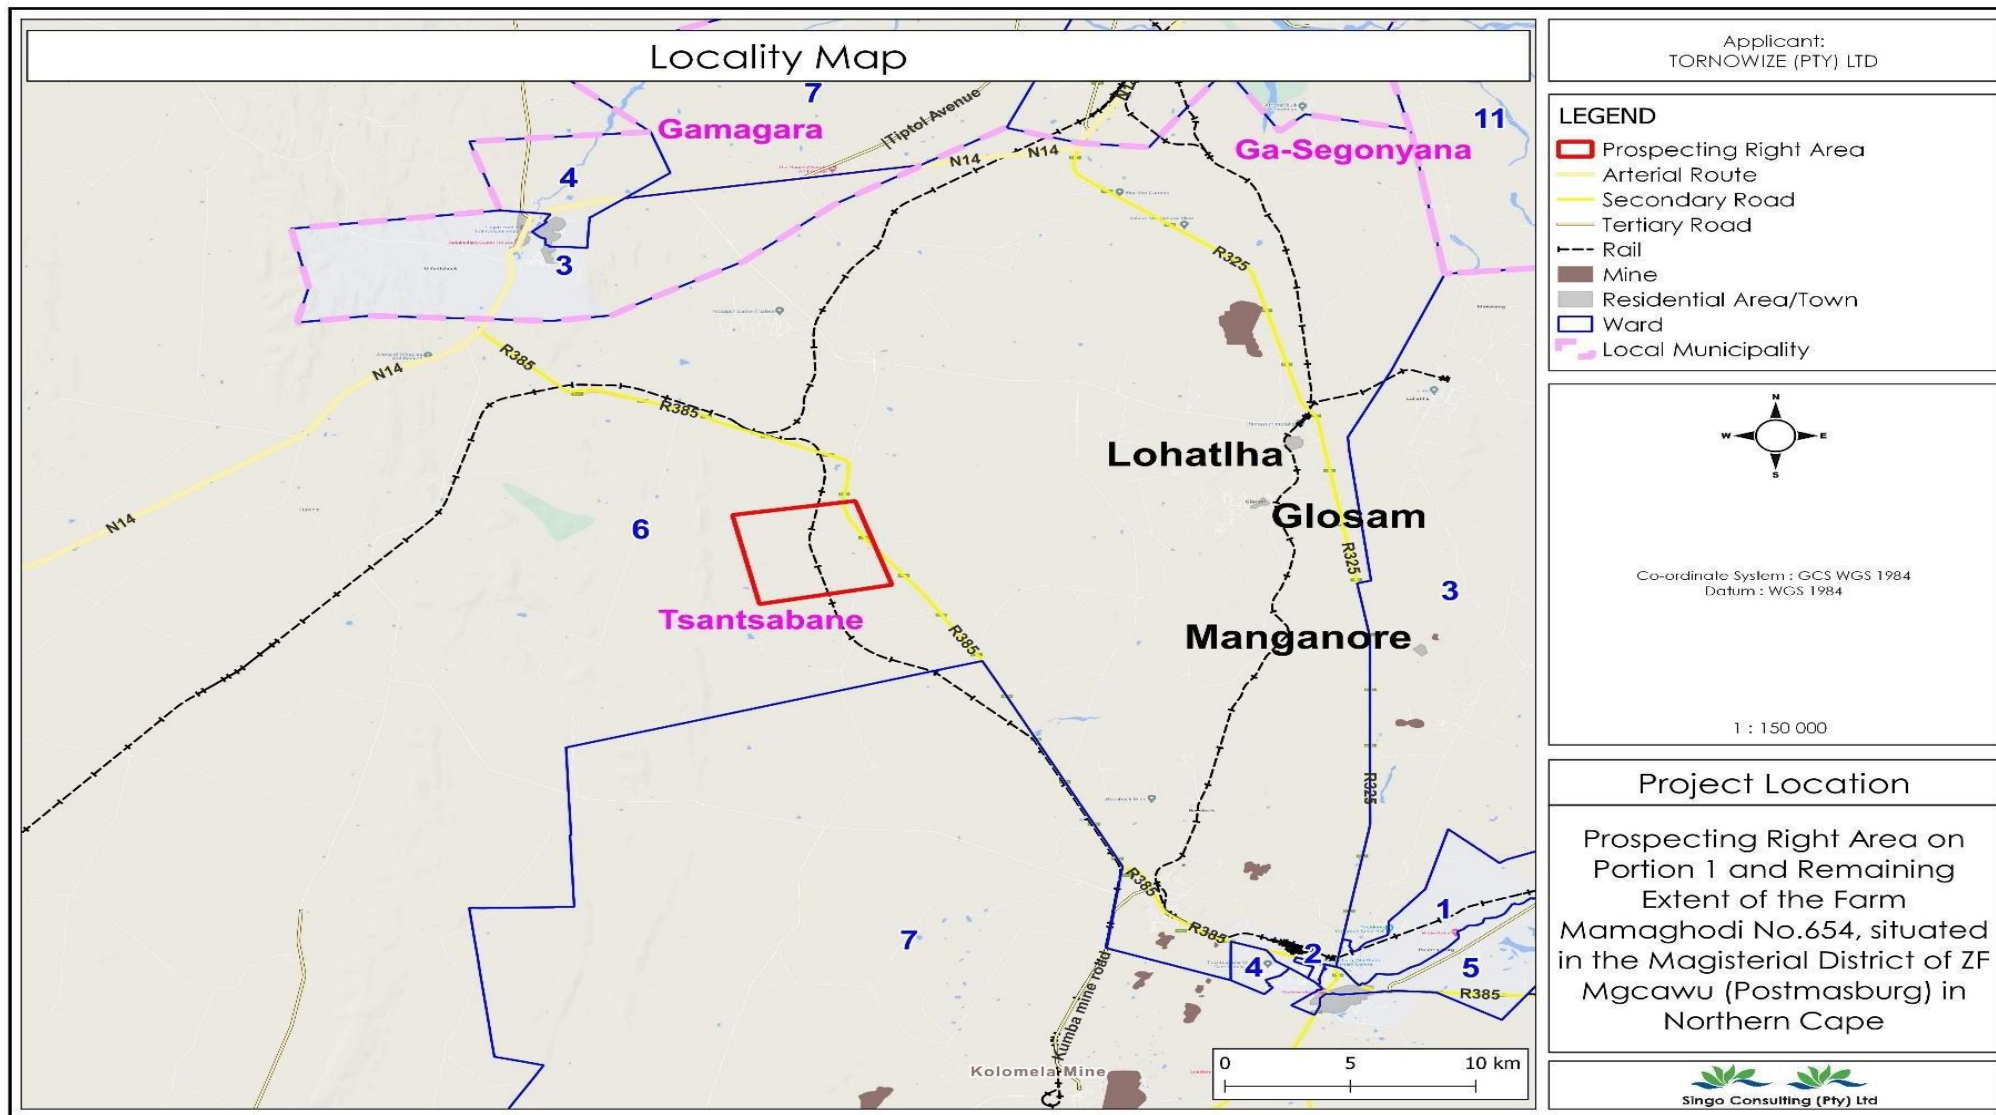 Locality Map
Applicant:
TORNOWIZE (PTY) LTD
LEGEND
Prospecting Right Area
Arterial Route
Secondary Road
Tertiary Road
Rail
Mine
Residential Area/Town
Ward
Local Municipality
N
W E
S
Co-ordinate System : GCS WGS 1984
Datum : WGS 1984
1 : 150 000
Project Location
Prospecting Right Area on
Portion 1 and Remaining
Extent of the Farm
Mamaghodi No.654, situated
in the Magisterial District of ZF
Mgcawu (Postmasburg) in
Northern Cape
Singo Consulting (Pty) Ltd
7
Gamagara
Tiptol Avenue
N14
11
Ga-Segonyana
N14
N14
4
3
R325
R385
N14
R385
Lohatlha
N14
6
Glosam
R325
3
Tsantsabane
R385
Manganore
R325
R385
1
7
R385
2
4
5
R385
Kumba mine road
Kolomela Mine
0 5 10 km